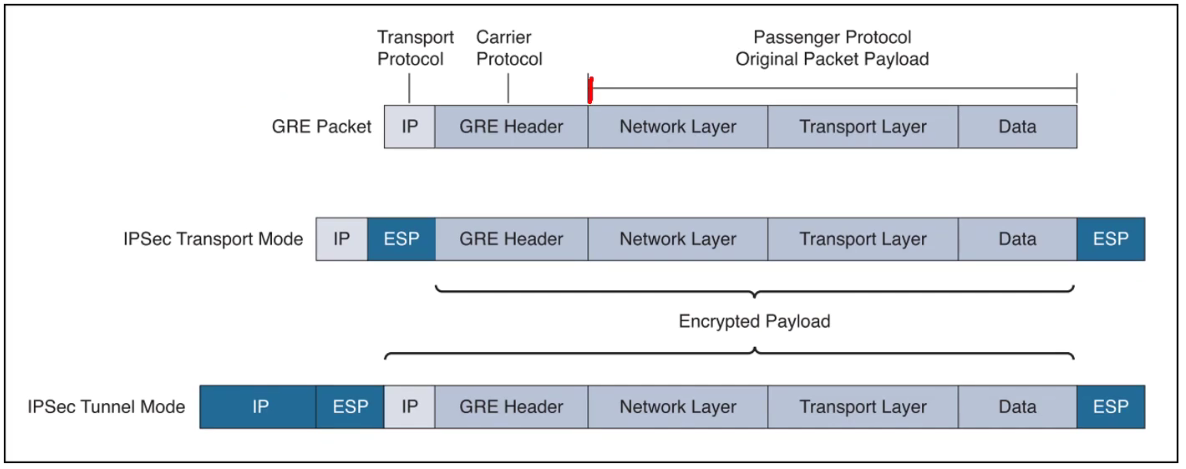 Transport Protocol
Carrier Protocol
Passenger Protocol
Original Packet Payload
GRE Packet IP GRE Header Network Layer Transport Layer Data
IPSec Transport Mode IP ESP GRE Header Network Layer Transport Layer Data ESP
Encrypted Payload
IPSec Tunnel Mode IP ESP IP GRE Header Network Layer Transport Layer Data ESP